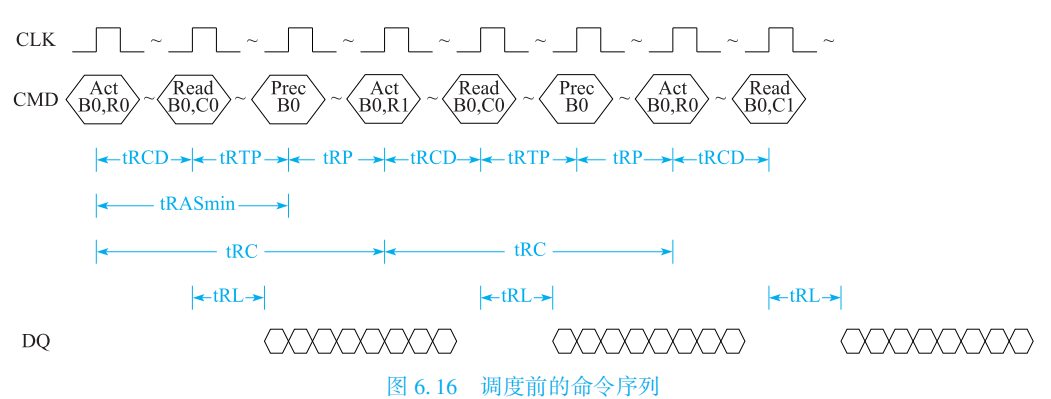 CLK ~ ~ ~ ~ ~ ~ ~ ~
CMD Act B0,R0 ~ Read B0,C0 ~ Prec B0 ~ Act B0,R1 ~ Read B0,C0 ~ Prec B0 ~ Act B0,R0 ~ Read B0,C1
tRCD tRTP tRP tRCD tRTP tRP tRCD
tRASmin
tRC tRC
tRL tRL tRL
DQ
图 6.16 调度前的命令序列